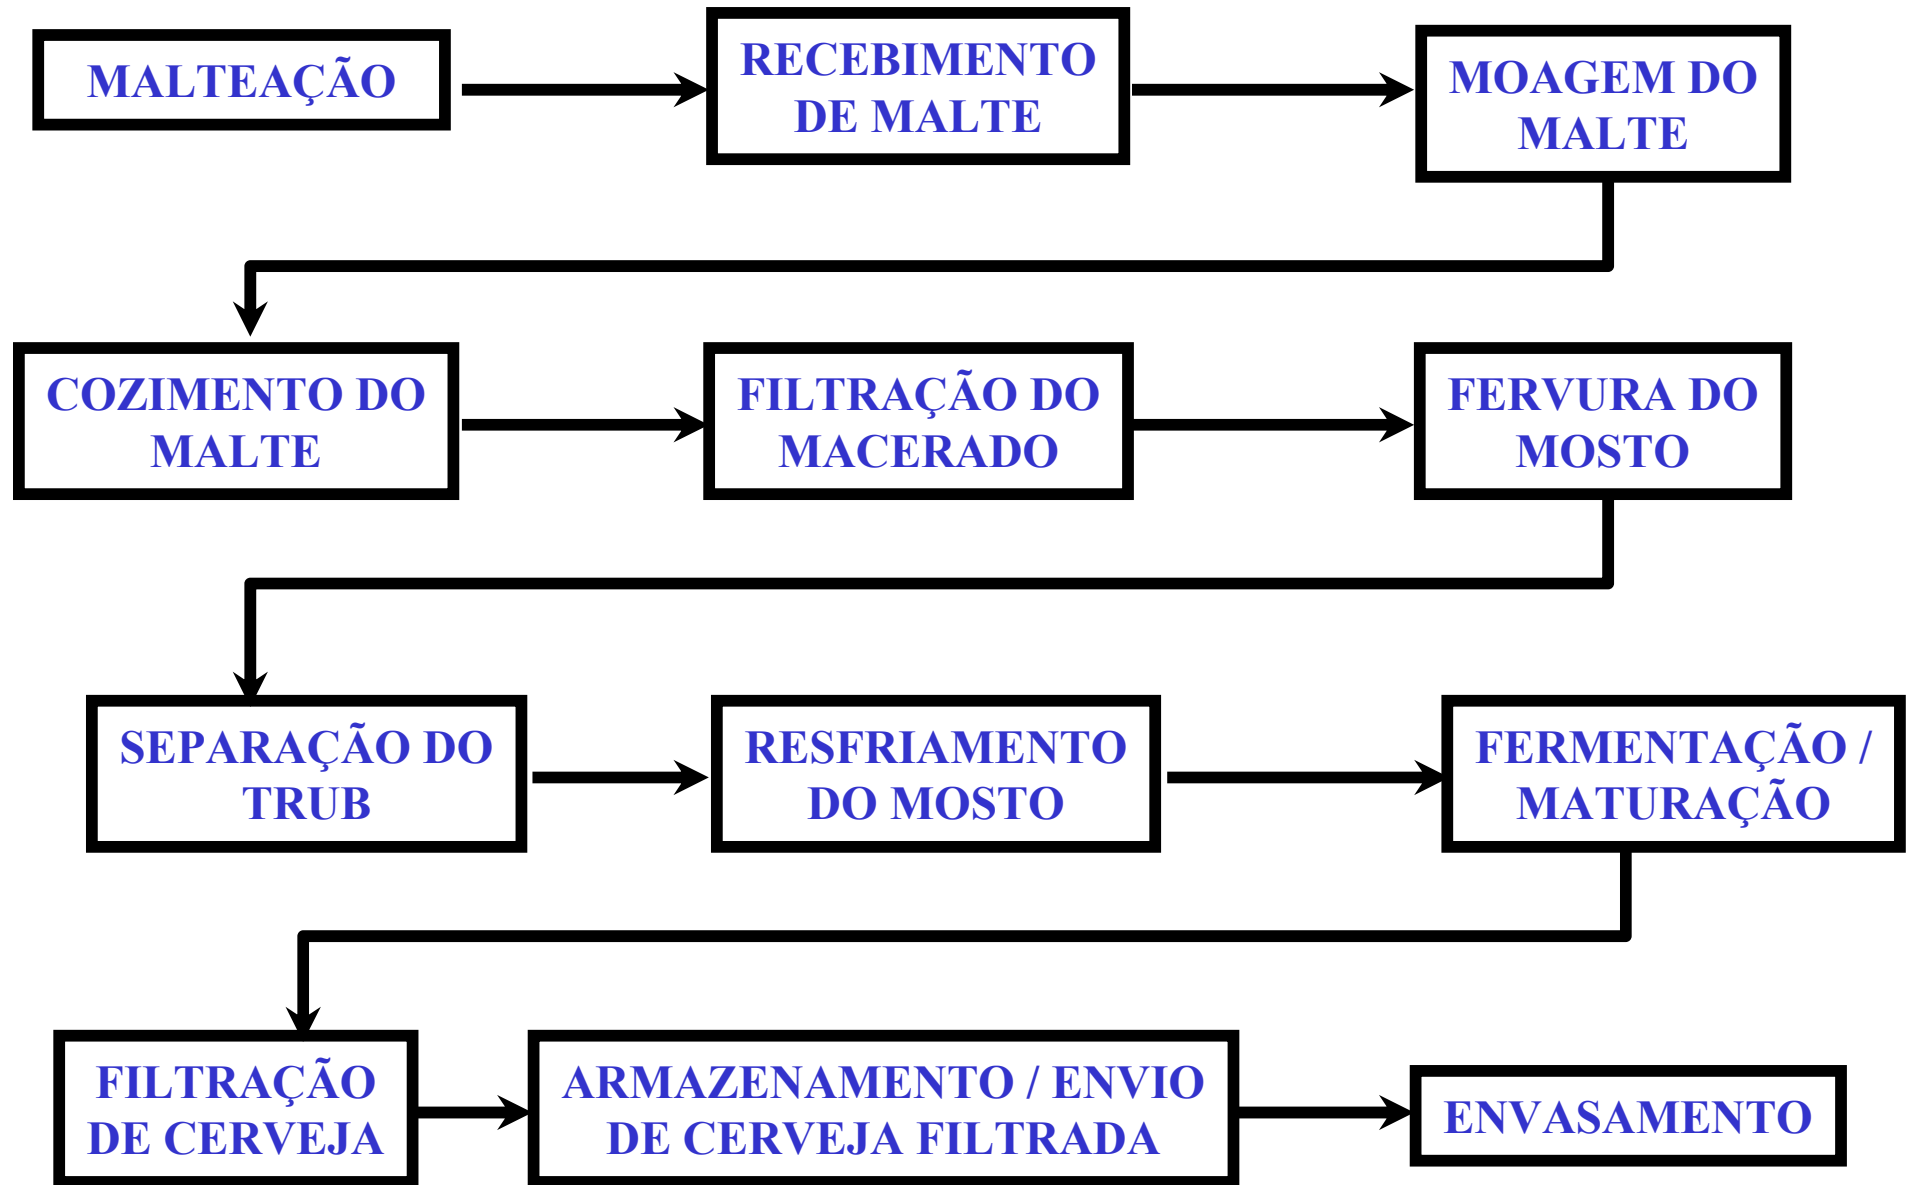 MALTEAÇÃO
RECEBIMENTO
DE MALTE
MOAGEM DO
MALTE
COZIMENTO DO
MALTE
FILTRAÇÃO DO
MACERADO
FERVURA DO
MOSTO
SEPARAÇÃO DO
TRUB
RESFRIAMENTO
DO MOSTO
FERMENTAÇÃO /
MATURAÇÃO
FILTRAÇÃO
DE CERVEJA
ARMAZENAMENTO / ENVIO
DE CERVEJA FILTRADA
ENVASAMENTO